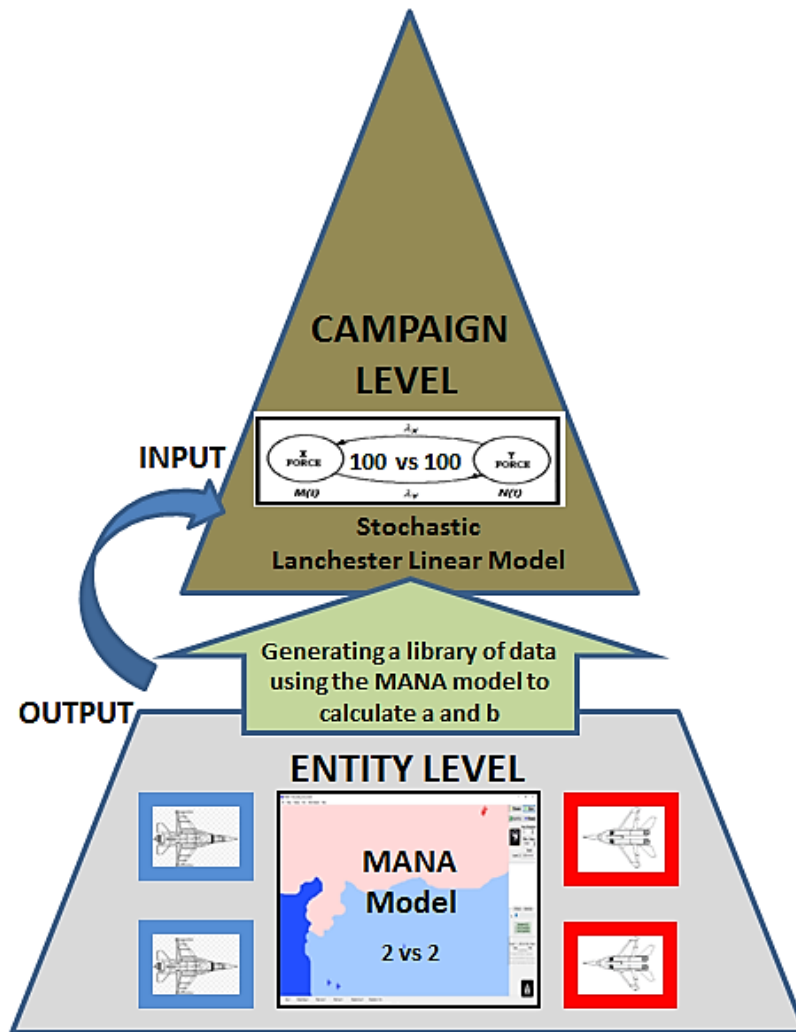 CAMPAIGN
LEVEL
INPUT
X
FORCE
100 vs 100
Y
FORCE
M(t)
N(t)
Stochastic
Lanchester Linear Model
Generating a library of data
using the MANA model to
calculate a and b
OUTPUT
ENTITY LEVEL
MANA
Model
2 vs 2